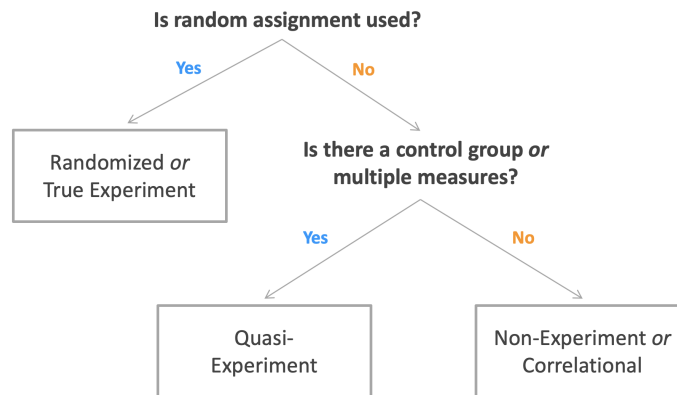 Is random assignment used?
Yes
No
Randomized or
True Experiment
Is there a control group or
multiple measures?
Yes
No
Quasi-
Experiment
Non-Experiment or
Correlational